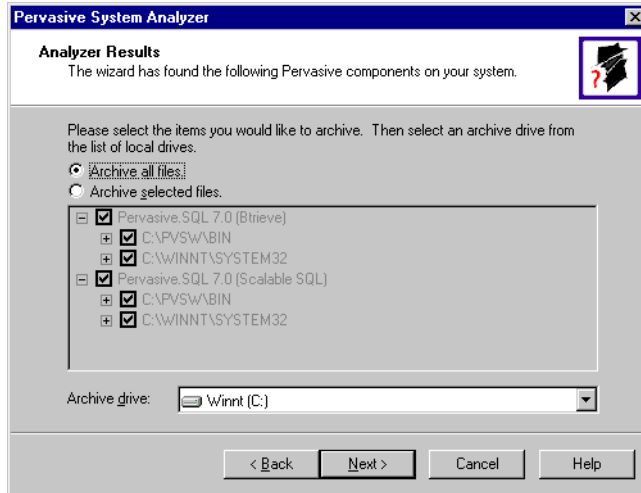 Pervasive System Analyzer
Analyzer Results
The wizard has found the following Pervasive components on your system.
?
Please select the items you would like to archive. Then select an archive drive from
the list of local drives.
Archive all files.
Archive selected files.
Pervasive.SQL 7.0 (Btrieve)
C:\PVSW\BIN
C:\WINNT\SYSTEM32
Pervasive.SQL 7.0 (Scalable SQL)
C:\PVSW\BIN
C:\WINNT\SYSTEM32
Archive drive: Winnt (C:)
< Back Next > Cancel Help